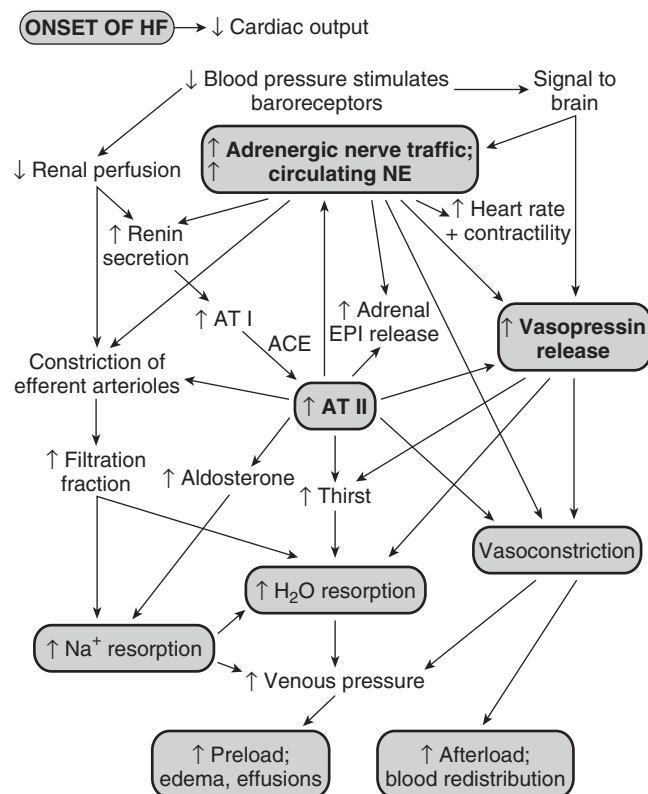 ONSET OF HF
↓ Cardiac output
↓ Blood pressure stimulates
baroreceptors
Signal to
brain
↑ Adrenergic nerve traffic;
↑ circulating NE
↓ Renal perfusion
↑ Heart rate
+ contractility
↑ Renin
secretion
↑ AT I
↑ Adrenal
EPI release
↑ Vasopressin
release
ACE
Constriction of
efferent arterioles
↑ AT II
↑ Filtration
fraction
↑ Aldosterone
↑ Thirst
Vasoconstriction
↑ H₂O resorption
↑ Na⁺ resorption
↑ Venous pressure
↑ Preload;
edema, effusions
↑ Afterload;
blood redistribution